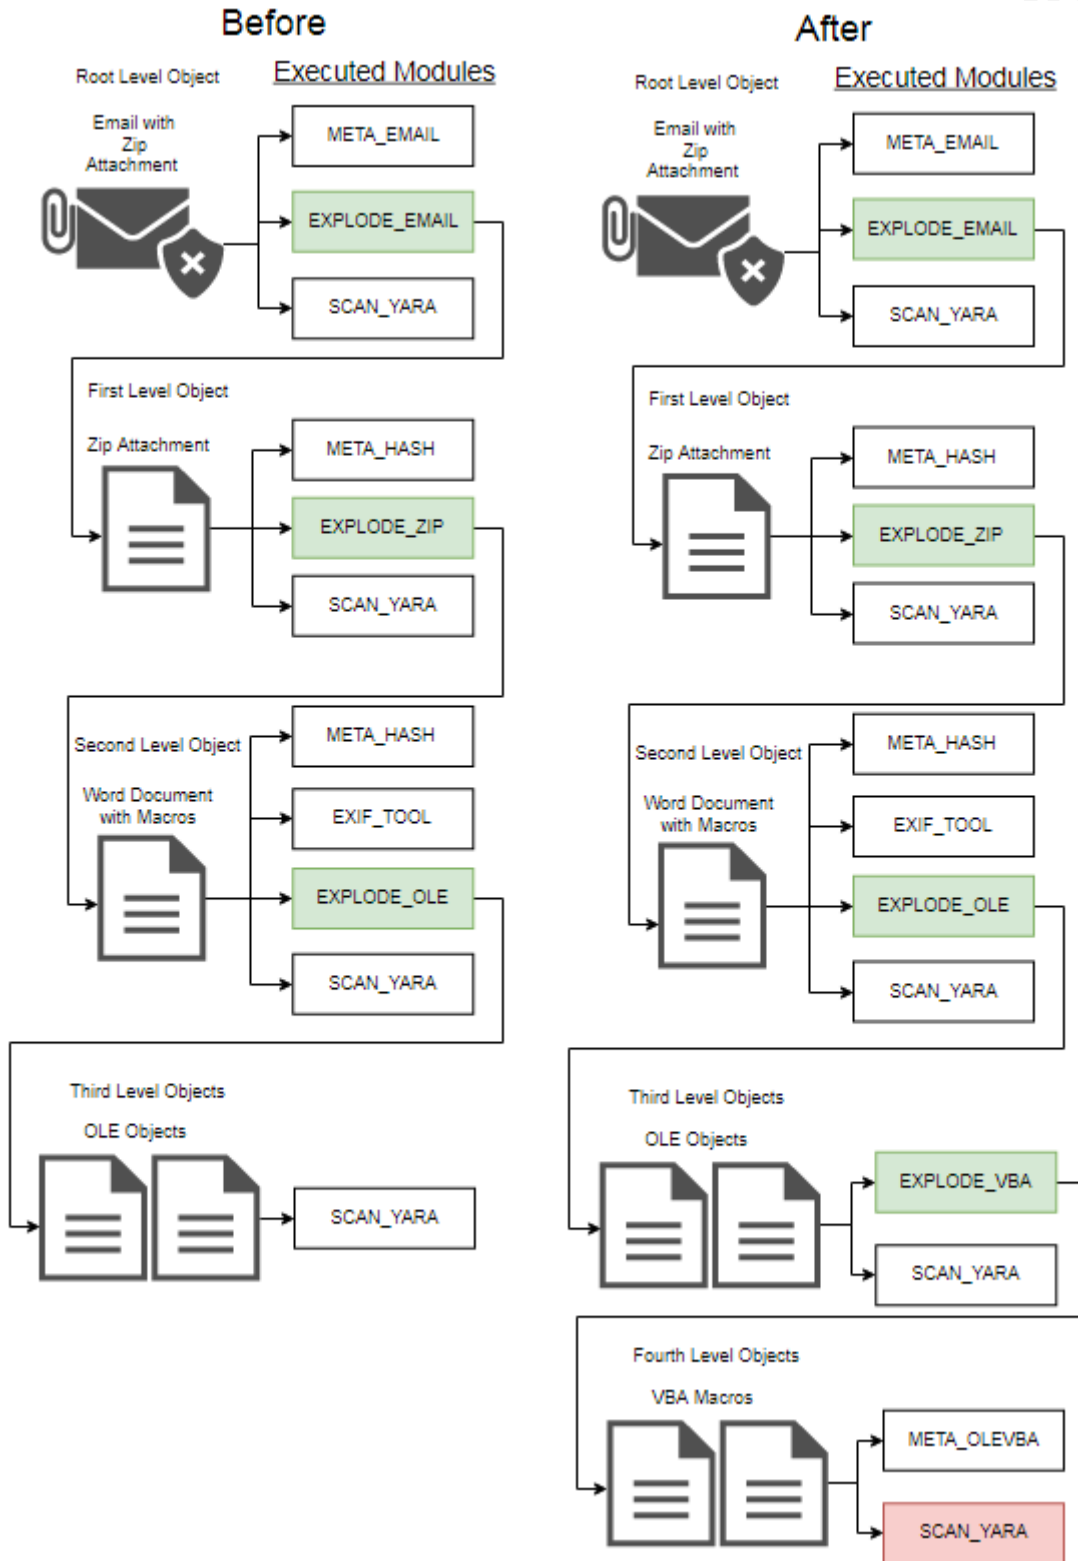 Before
Root Level Object
Executed Modules
Email with
Zip
Attachment
META_EMAIL
EXPLODE_EMAIL
SCAN_YARA
First Level Object
Zip Attachment
META_HASH
EXPLODE_ZIP
SCAN_YARA
Second Level Object
Word Document
with Macros
META_HASH
EXIF_TOOL
EXPLODE_OLE
SCAN_YARA
Third Level Objects
OLE Objects
SCAN_YARA
After
Root Level Object
Executed Modules
Email with
Zip
Attachment
META_EMAIL
EXPLODE_EMAIL
SCAN_YARA
First Level Object
Zip Attachment
META_HASH
EXPLODE_ZIP
SCAN_YARA
Second Level Object
Word Document
with Macros
META_HASH
EXIF_TOOL
EXPLODE_OLE
SCAN_YARA
Third Level Objects
OLE Objects
EXPLODE_VBA
SCAN_YARA
Fourth Level Objects
VBA Macros
META_OLEVBA
SCAN_YARA